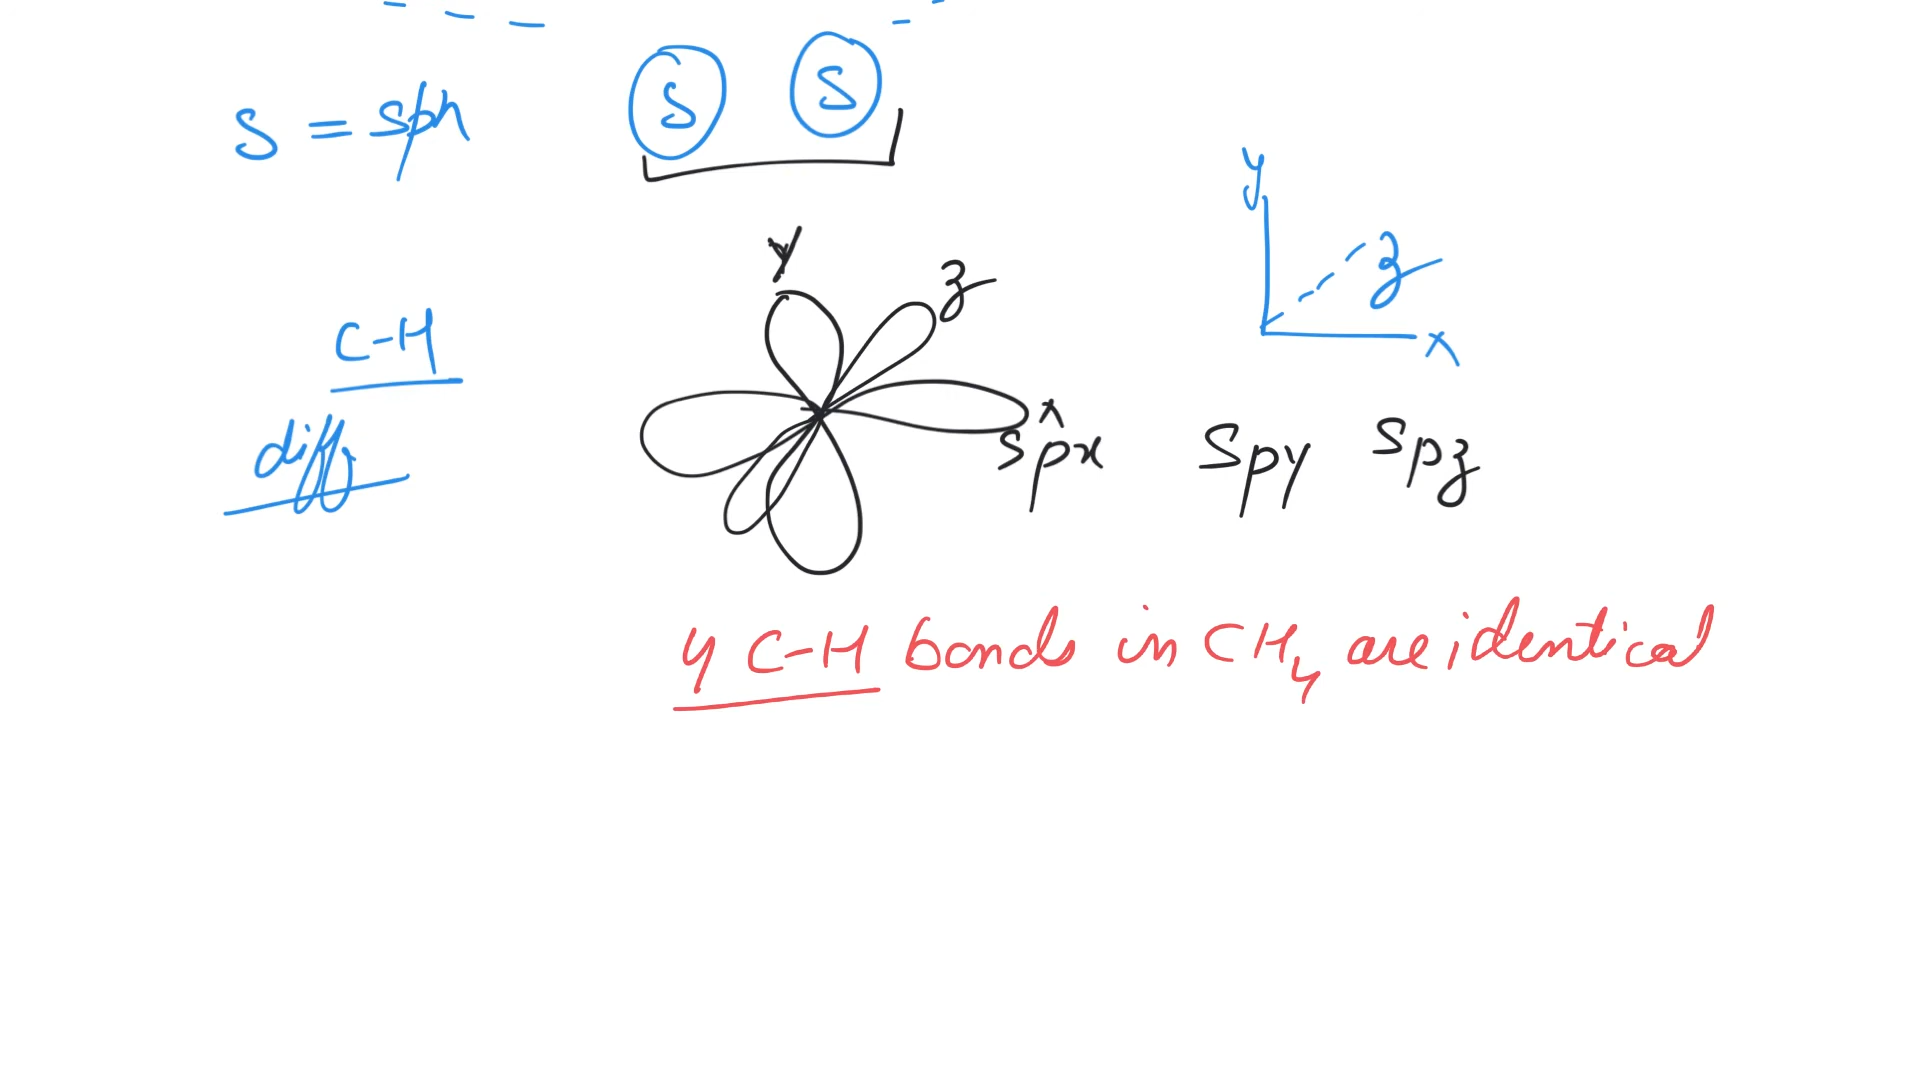 S S
s = sph
y
y z
z
C-H
x
x
diff
spx spy spz
4 C-H bonds in CH4 are identical